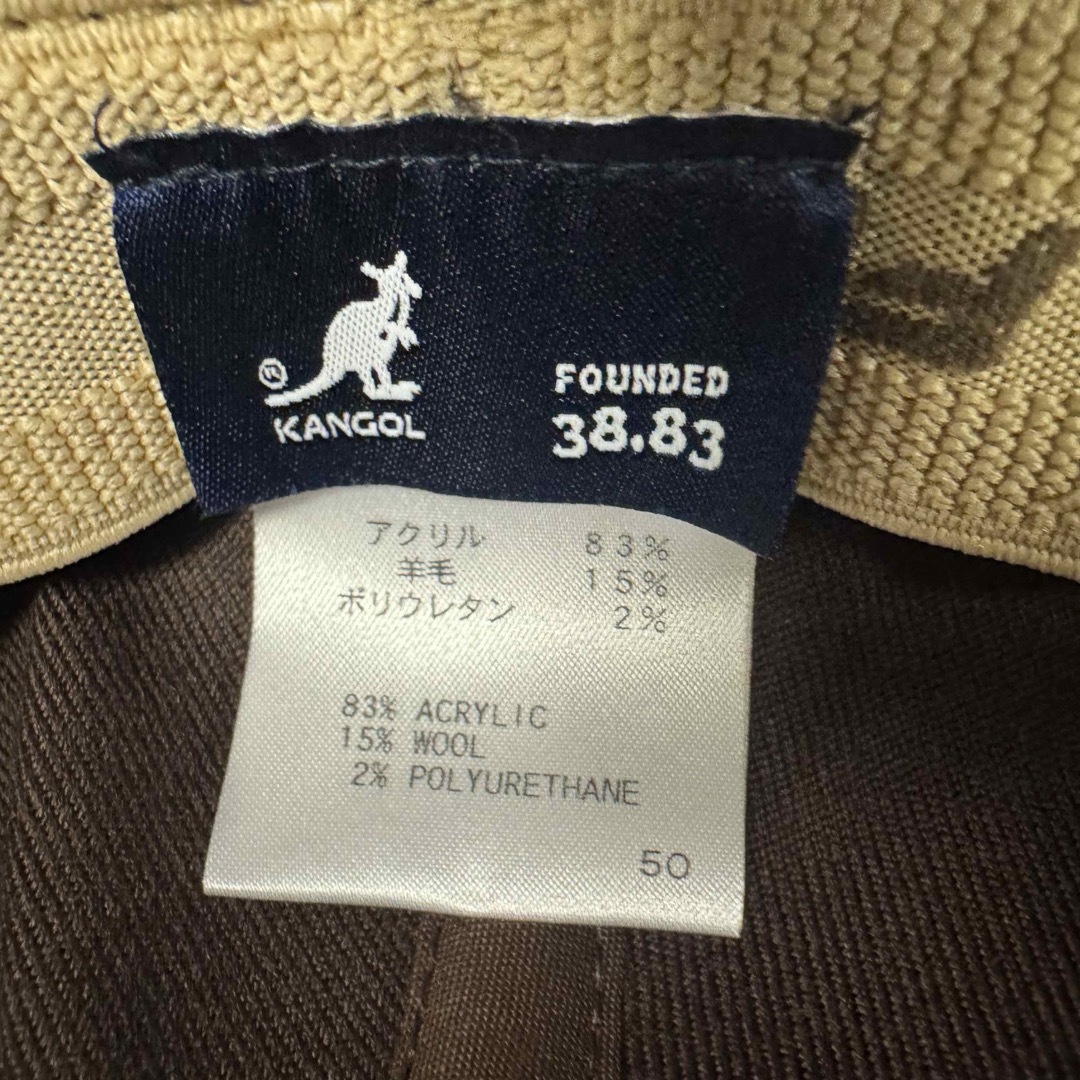 KANGOL
FOUNDED
38.83
アクリル 83%
羊毛 15%
ポリウレタン 2%
83% ACRYLIC
15% WOOL
2% POLYURETHANE
50